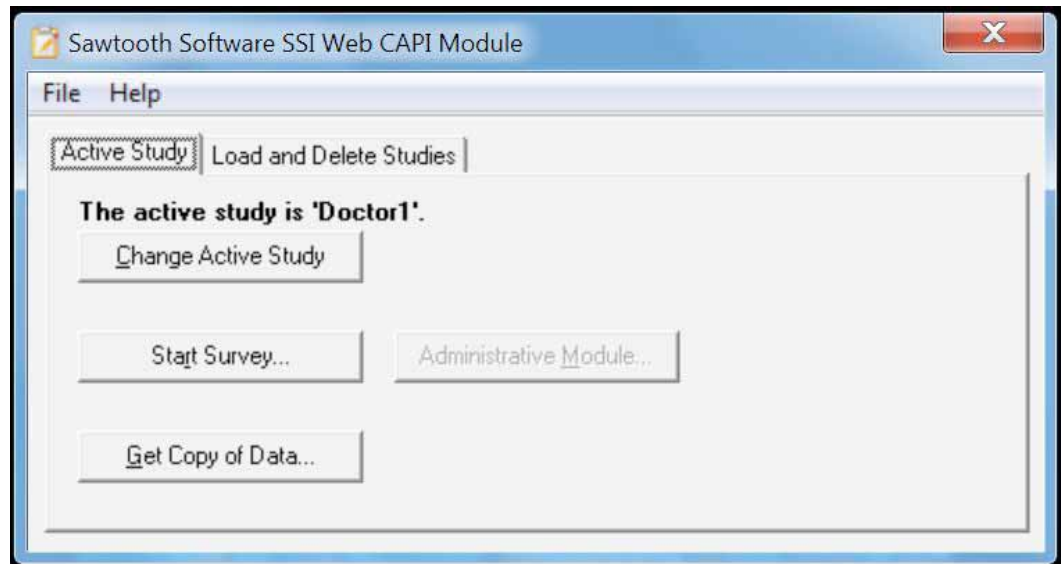 Sawtooth Software SSI Web CAPI Module
File Help
Active Study Load and Delete Studies
The active study is 'Doctor1'.
Change Active Study
Start Survey... Administrative Module...
Get Copy of Data...